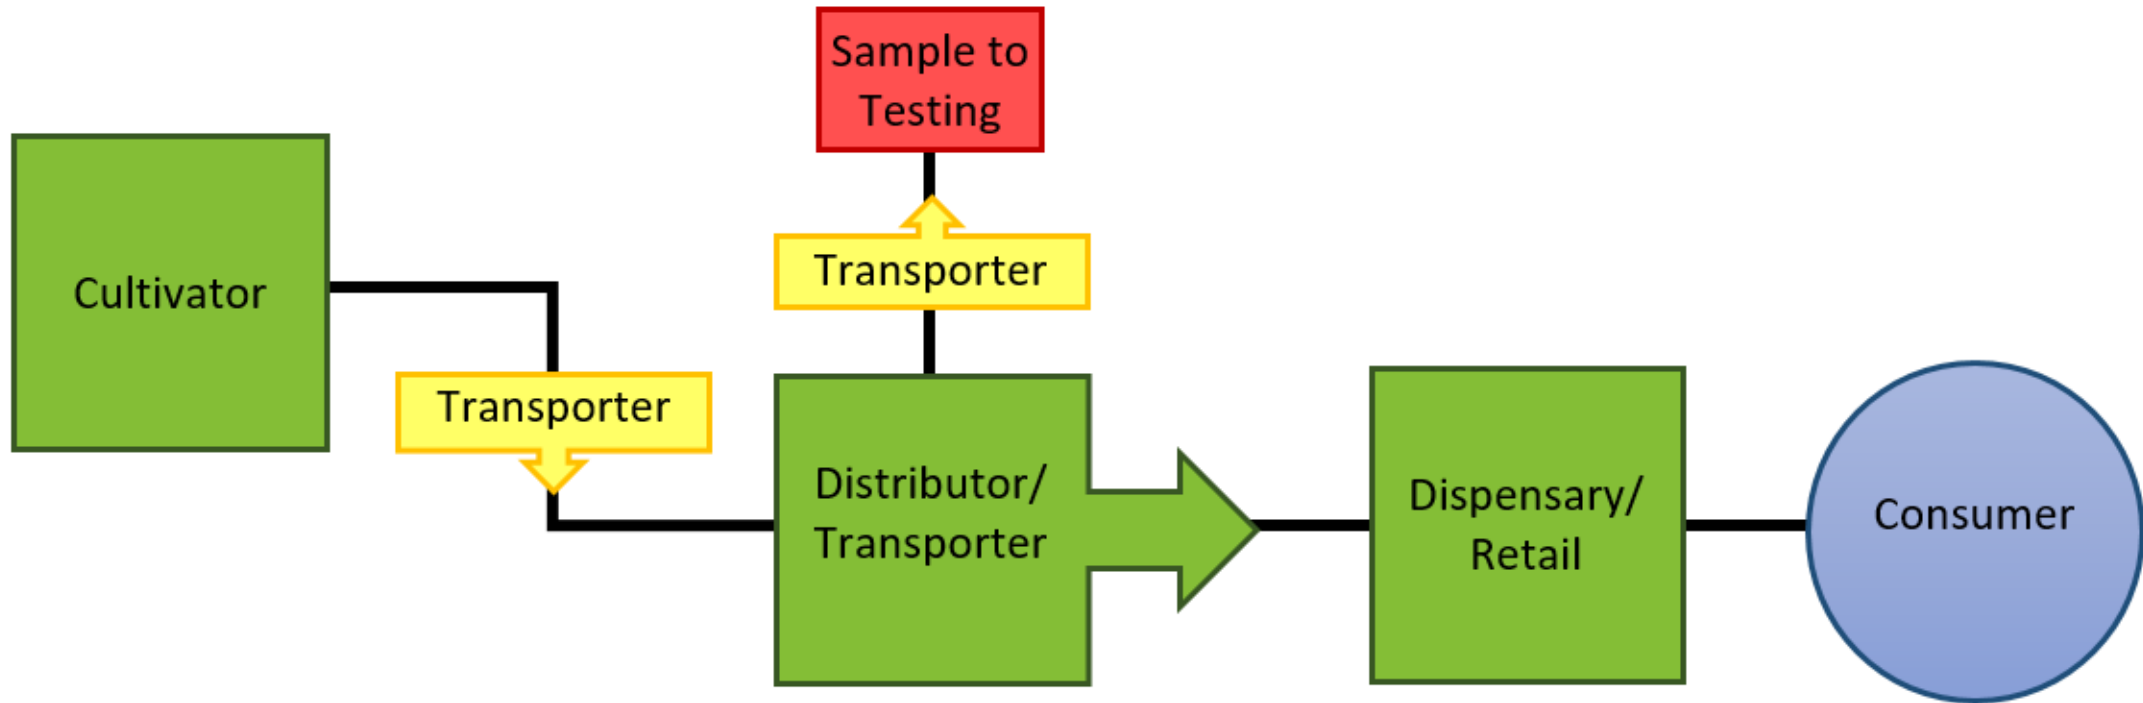 Sample to
Testing
Cultivator
Transporter
Transporter
Distributor/
Transporter
Dispensary/
Retail
Consumer